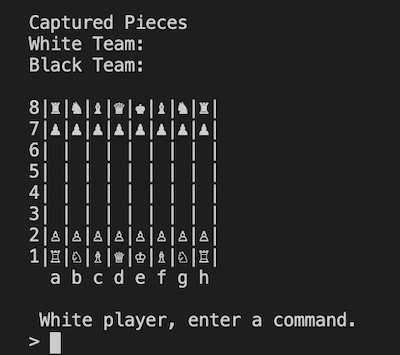 Captured Pieces
White Team:
Black Team:
8|♜|♞|♝|♛|♚|♝|♞|♜|
7|♟|♟|♟|♟|♟|♟|♟|♟|
6| | | | | | | | |
5| | | | | | | | |
4| | | | | | | | |
3| | | | | | | | |
2|♙|♙|♙|♙|♙|♙|♙|♙|
1|♖|♘|♗|♕|♔|♗|♘|♖|
a b c d e f g h
White player, enter a command.
>